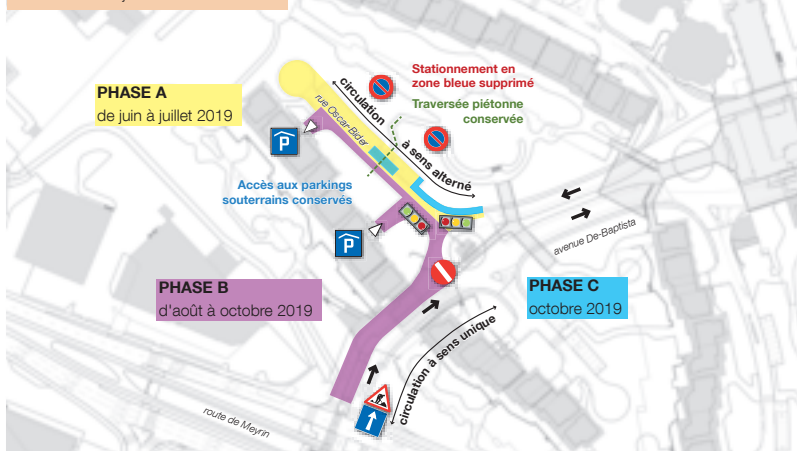 PHASE A
de juin à juillet 2019
Stationnement en
zone bleue supprimé
Traversée piétonne
conservée
circulation
à sens alterné
rue Oscar-Bider
P
Accès aux parkings
souterrains conservés
P
avenue De-Baptista
PHASE B
d'août à octobre 2019
PHASE C
octobre 2019
circulation à sens unique
route de Meyrin